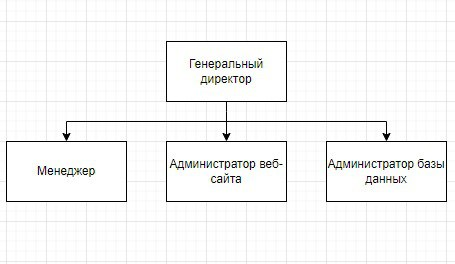 Генеральный
директор
Менеджер
Администратор веб-
сайта
Администратор базы
данных